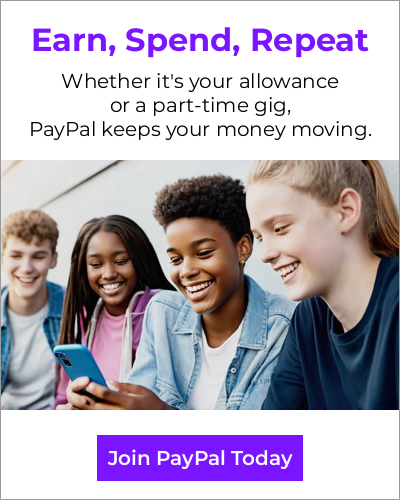 Earn, Spend, Repeat
Whether it's your allowance
or a part-time gig,
PayPal keeps your money moving.
Join PayPal Today